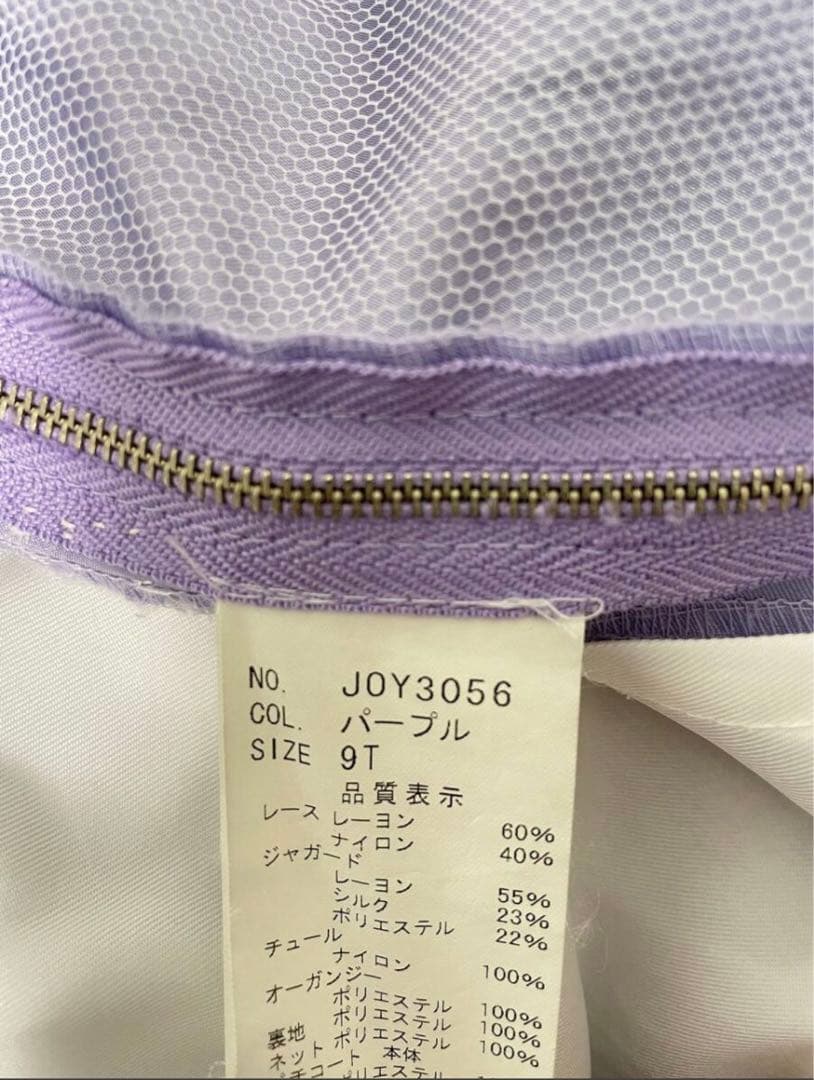 NO. JOY3056
COL. パープル
SIZE 9T
品質表示
レース レーヨン 60%
ナイロン 40%
ジャガード
レーヨン 55%
シルク 23%
ポリエステル 22%
チュール
ナイロン 100%
オーガンジー
ポリエステル 100%
裏地 ポリエステル 100%
ネット ポリエステル 100%
本体